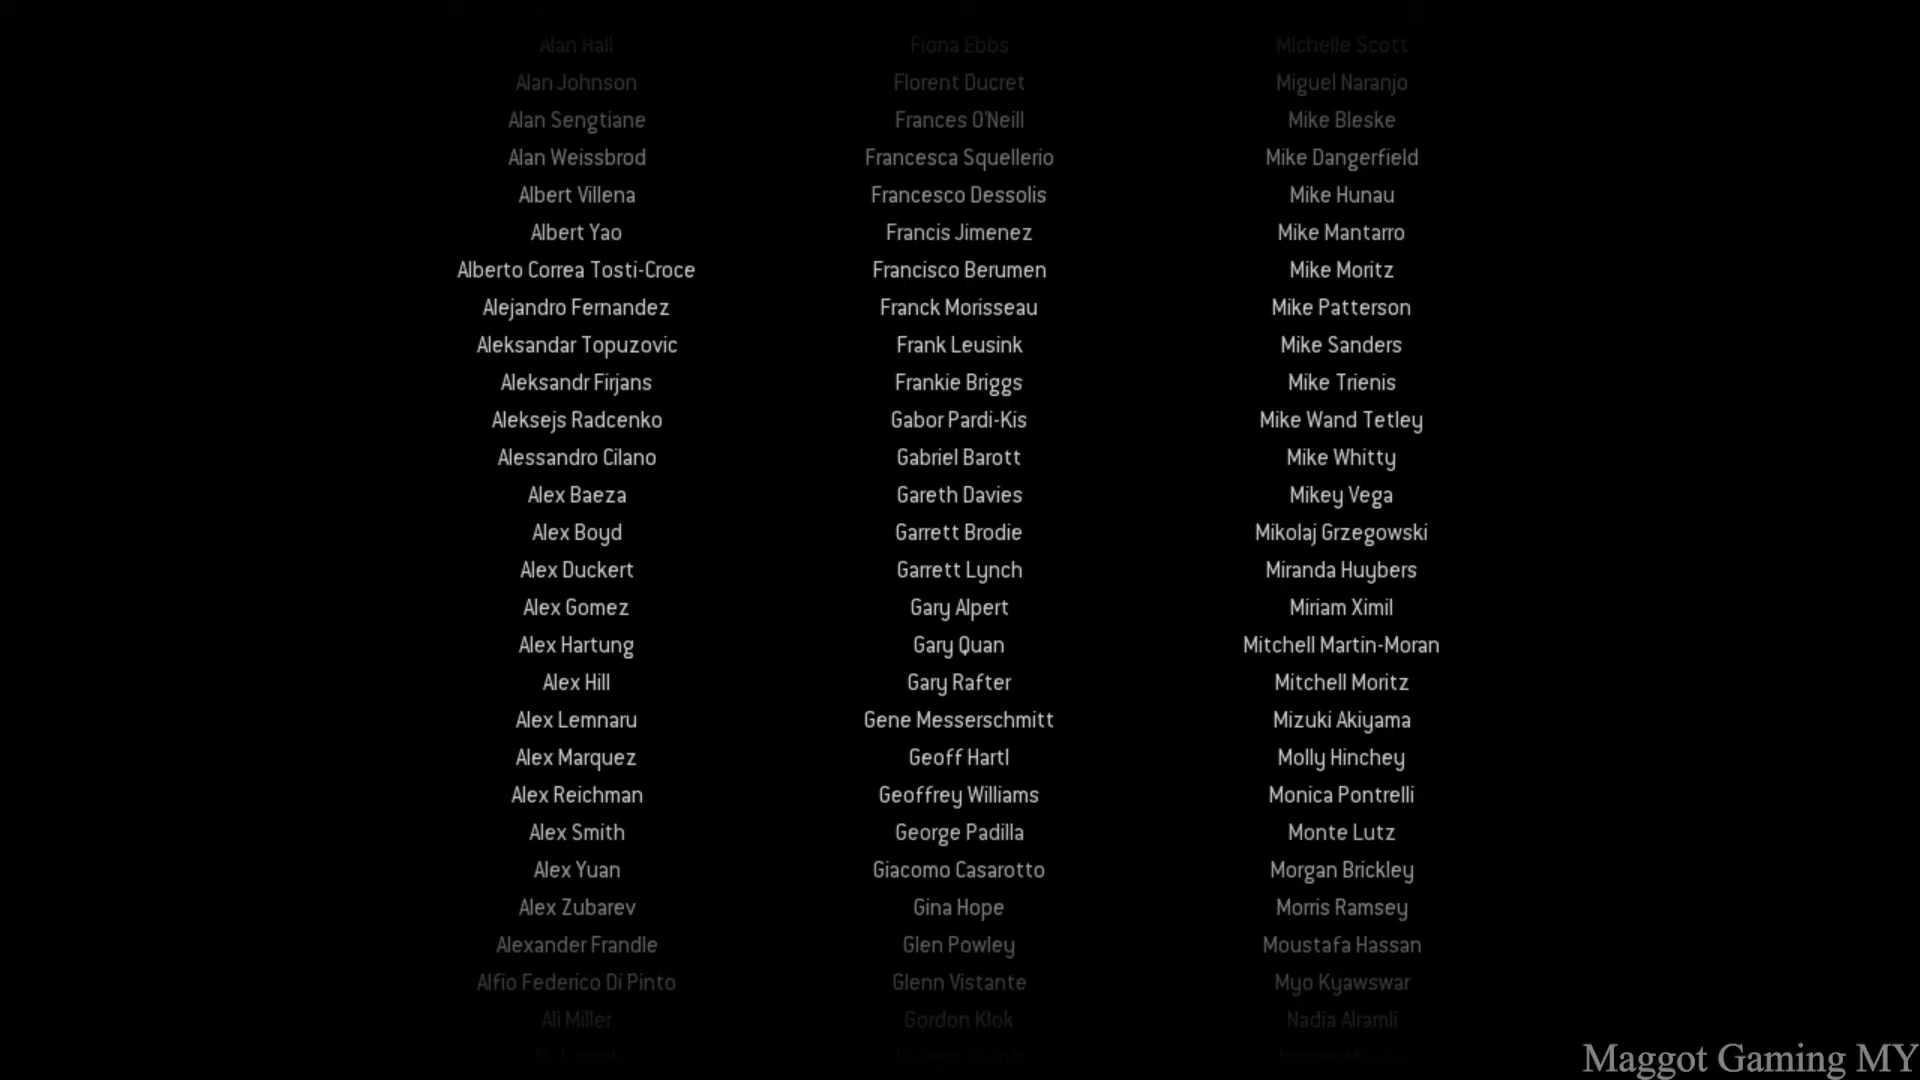 Alan Hall
Alan Johnson
Alan Sengtiane
Alan Weissbrod
Albert Villena
Albert Yao
Alberto Correa Tosti-Croce
Alejandro Fernandez
Aleksandar Topuzovic
Aleksandr Firjans
Aleksejs Radcenko
Alessandro Cilano
Alex Baeza
Alex Boyd
Alex Duckert
Alex Gomez
Alex Hartung
Alex Hill
Alex Lemnaru
Alex Marquez
Alex Reichman
Alex Smith
Alex Yuan
Alex Zubarev
Alexander Frandle
Alfio Federico Di Pinto
Ali Miller
Fiona Ebbs
Florent Ducret
Frances O'Neill
Francesca Squellerio
Francesco Dessolis
Francis Jimenez
Francisco Berumen
Franck Morisseau
Frank Leusink
Frankie Briggs
Gabor Pardi-Kis
Gabriel Barott
Gareth Davies
Garrett Brodie
Garrett Lynch
Gary Alpert
Gary Quan
Gary Rafter
Gene Messerschmitt
Geoff Hartl
Geoffrey Williams
George Padilla
Giacomo Casarotto
Gina Hope
Glen Powley
Glenn Vistante
Gordon Klok
Michelle Scott
Miguel Naranjo
Mike Bleske
Mike Dangerfield
Mike Hunau
Mike Mantarro
Mike Moritz
Mike Patterson
Mike Sanders
Mike Trienis
Mike Wand Tetley
Mike Whitty
Mikey Vega
Mikolaj Grzegowski
Miranda Huybers
Miriam Ximil
Mitchell Martin-Moran
Mitchell Moritz
Mizuki Akiyama
Molly Hinchey
Monica Pontrelli
Monte Lutz
Morgan Brickley
Morris Ramsey
Moustafa Hassan
Myo Kyawswar
Nadia Alramli
Maggot Gaming MY